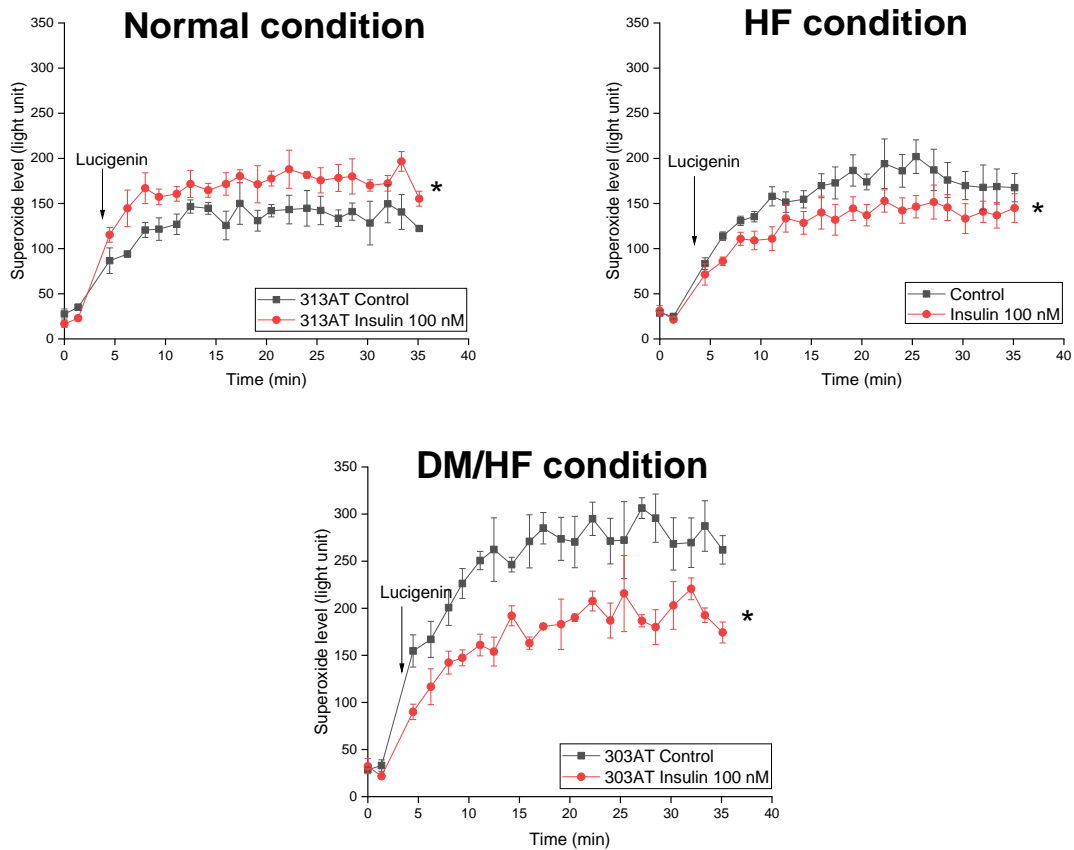 Normal condition
Superoxide level (light unit)
350
300
250
200
150
100
50
0
Lucigenin
*
313AT Control
313AT Insulin 100 nM
0 5 10 15 20 25 30 35 40
Time (min)
HF condition
Superoxide level (light unit)
350
300
250
200
150
100
50
0
Lucigenin
*
Control
Insulin 100 nM
0 5 10 15 20 25 30 35 40
Time (min)
DM/HF condition
Superoxide level (light unit)
350
300
250
200
150
100
50
0
Lucigenin
*
303AT Control
303AT Insulin 100 nM
0 5 10 15 20 25 30 35 40
Time (min)